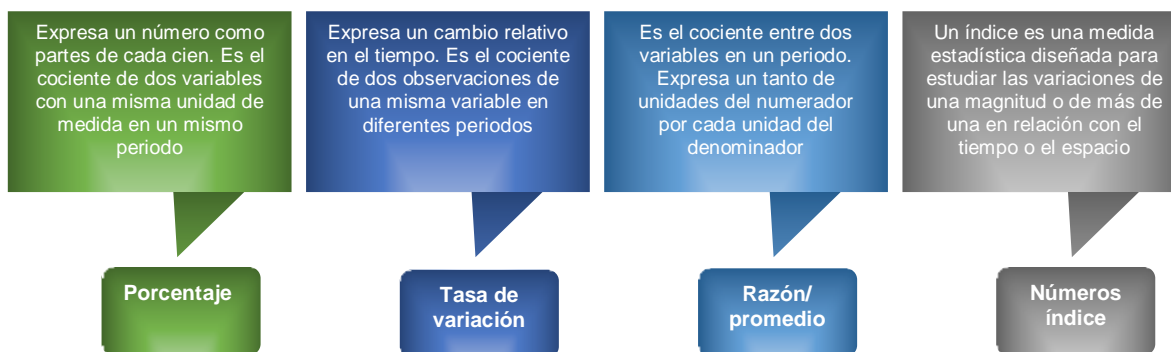 Expresa un número como
partes de cada cien. Es el
cociente de dos variables
con una misma unidad de
medida en un mismo
periodo
Expresa un cambio relativo
en el tiempo. Es el cociente
de dos observaciones de
una misma variable en
diferentes periodos
Es el cociente entre dos
variables en un periodo.
Expresa un tanto de
unidades del numerador
por cada unidad del
denominador
Un índice es una medida
estadística diseñada para
estudiar las variaciones de
una magnitud o de más de
una en relación con el
tiempo o el espacio
Porcentaje
Tasa de
variación
Razón/
promedio
Números
índice